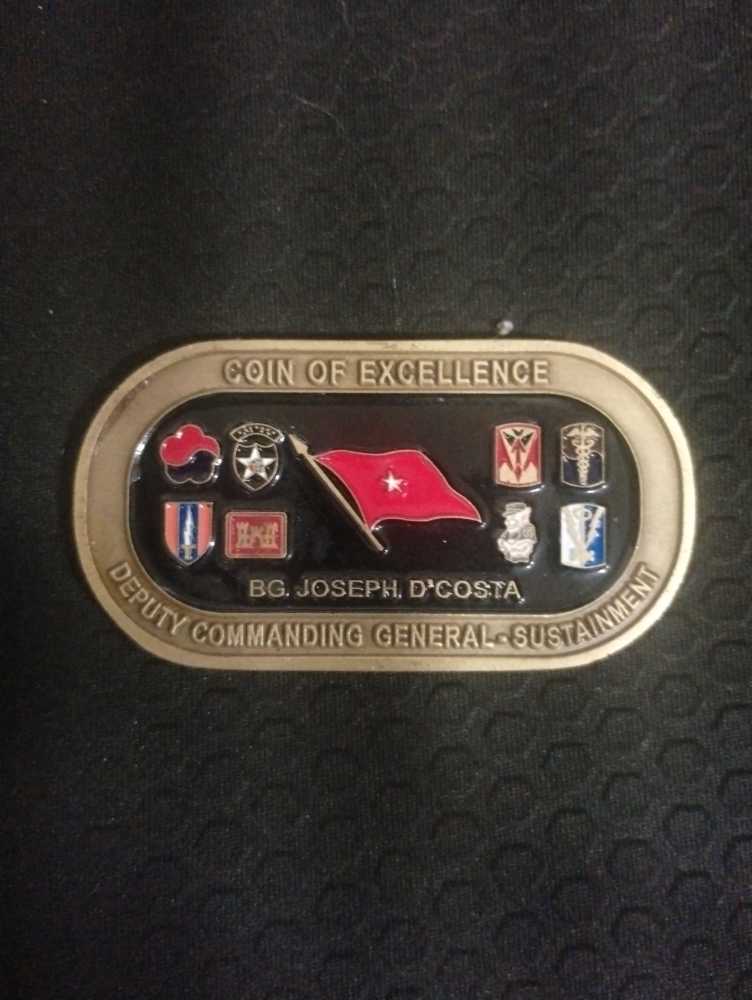 COIN OF EXCELLENCE
BG. JOSEPH D'COSTA
DEPUTY COMMANDING GENERAL - SUSTAINMENT